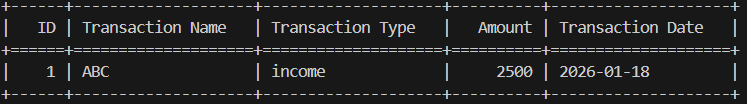 +------+--------------------+--------------------+----------+--------------------+
|   ID | Transaction Name   | Transaction Type   |   Amount | Transaction Date   |
+======+====================+====================+==========+====================+
|    1 | ABC                | income             |     2500 | 2026-01-18         |
+------+--------------------+--------------------+----------+--------------------+